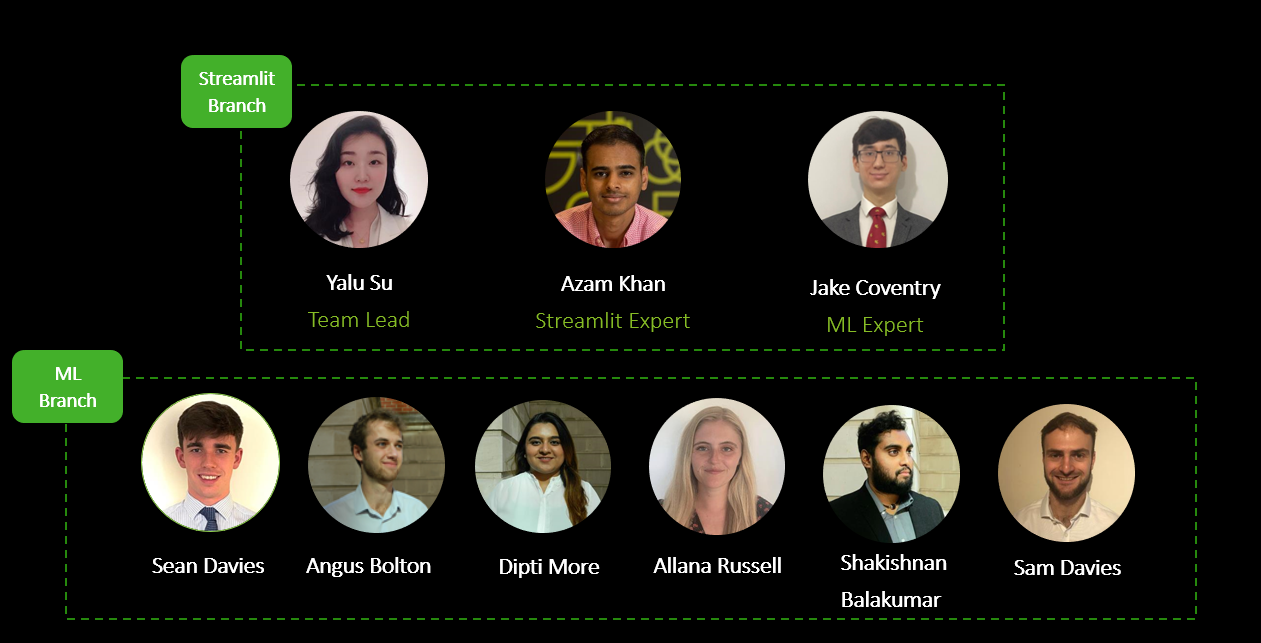 Streamlit
Branch
Yalu Su
Team Lead
Azam Khan
Streamlit Expert
Jake Coventry
ML Expert
ML
Branch
Sean Davies
Angus Bolton
Dipti More
Allana Russell
Shakishnan
Balakumar
Sam Davies